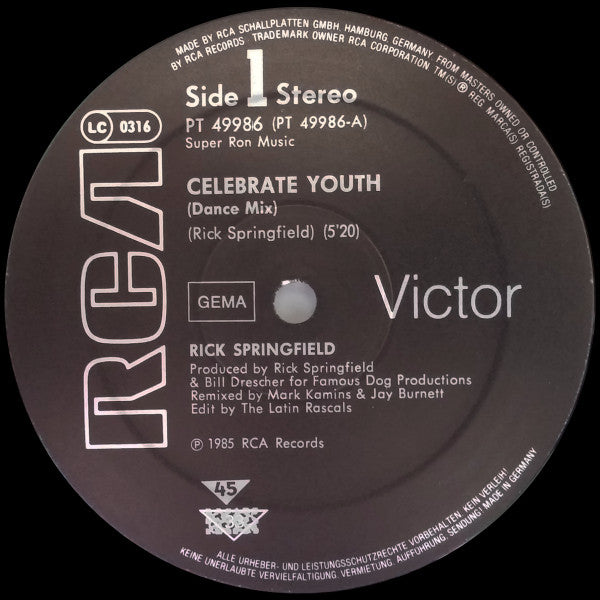 MADE BY RCA SCHALLPLATTEN GMBH, HAMBURG, GERMANY, FROM MASTERS OWNED OR CONTROLLED
BY RCA RECORDS . TRADEMARK OWNER RCA CORPORATION. TM(S) ® REG. MARCA(S) REGISTRADA(S)
Side 1 Stereo
LC 0316
PT 49986 (PT 49986-A)
Super Ron Music
RCA
CELEBRATE YOUTH
(Dance Mix)
(Rick Springfield) (5'20)
GEMA
Victor
RICK SPRINGFIELD
Produced by Rick Springfield
& Bill Drescher for Famous Dog Productions
Remixed by Mark Kamins & Jay Burnett
Edit by The Latin Rascals
℗ 1985 RCA Records
45
ALLE URHEBER- UND LEISTUNGSSCHUTZRECHTE VORBEHALTEN. KEIN VERLEIH!
KEINE UNERLAUBTE VERVIELFÄLTIGUNG, VERMIETUNG, AUFFÜHRUNG, SENDUNG! MADE IN GERMANY